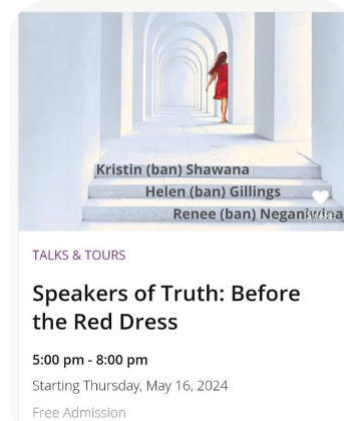 Kristin (ban) Shawana
Helen (ban) Gillings
Renee (ban) Neganiwina
TALKS & TOURS
Speakers of Truth: Before
the Red Dress
5:00 pm - 8:00 pm
Starting Thursday, May 16, 2024
Free Admission